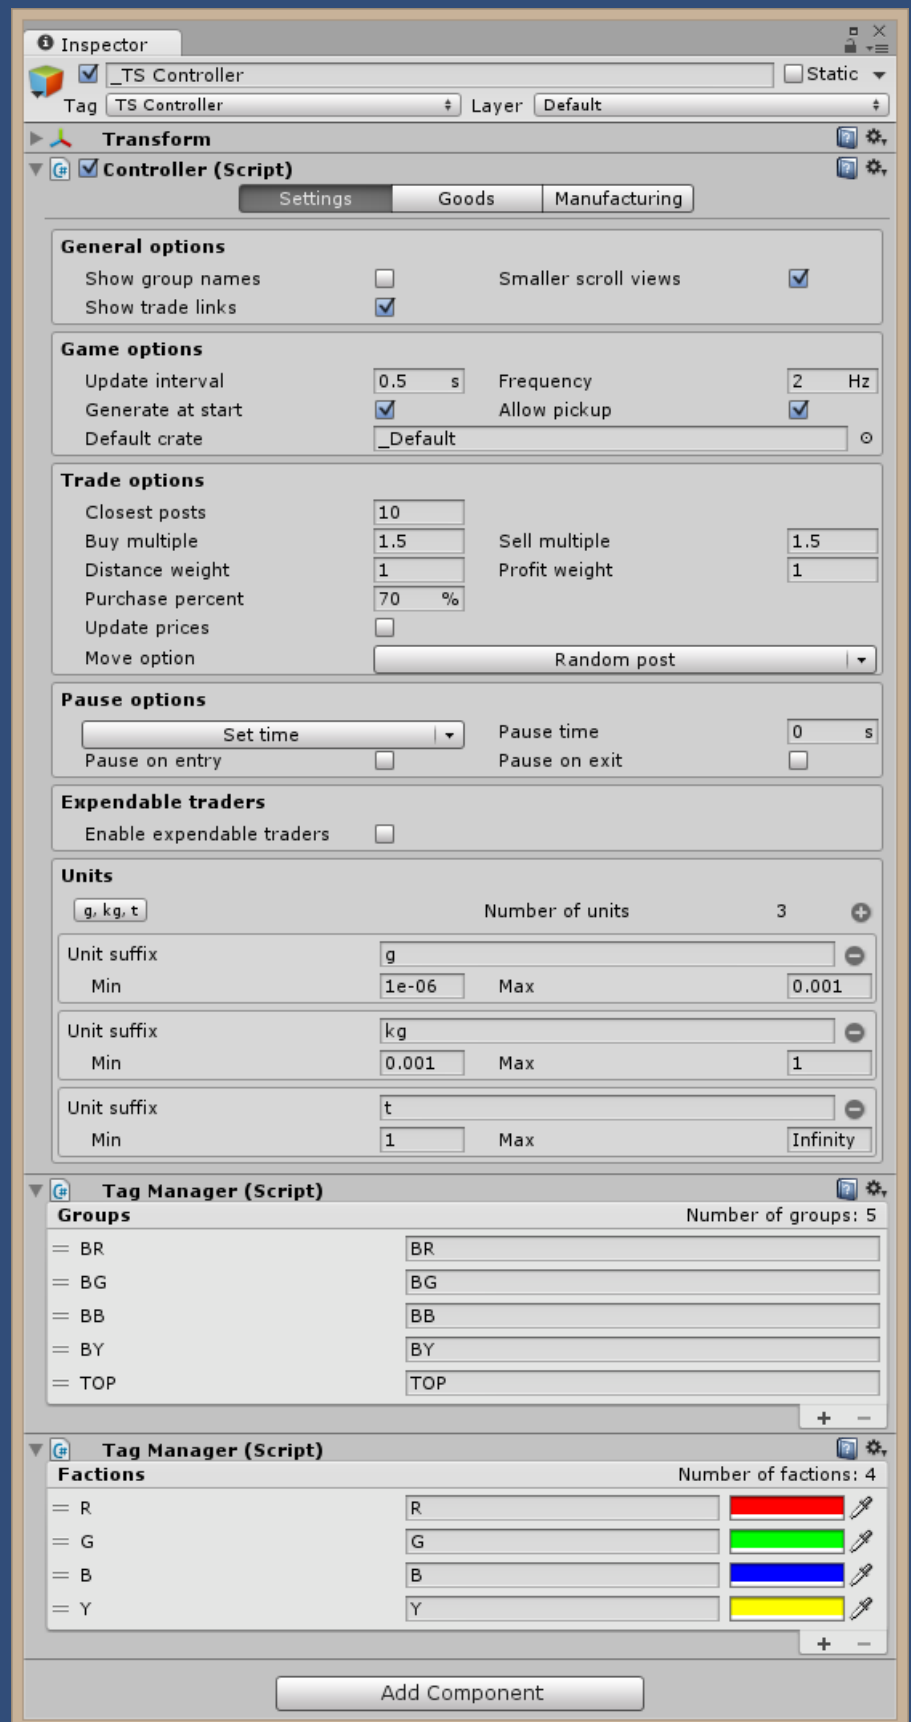 Inspector
_TS Controller Static
Tag TS Controller Layer Default
Transform
Controller (Script)
Settings Goods Manufacturing
General options
Show group names Smaller scroll views
Show trade links
Game options
Update interval 0.5 s Frequency 2 Hz
Generate at start Allow pickup
Default crate _Default
Trade options
Closest posts 10
Buy multiple 1.5 Sell multiple 1.5
Distance weight 1 Profit weight 1
Purchase percent 70 %
Update prices
Move option Random post
Pause options
Set time Pause time 0 s
Pause on entry Pause on exit
Expendable traders
Enable expendable traders
Units
g, kg, t Number of units 3
Unit suffix g
Min 1e-06 Max 0.001
Unit suffix kg
Min 0.001 Max 1
Unit suffix t
Min 1 Max Infinity
Tag Manager (Script)
Groups Number of groups: 5
BR BR
BG BG
BB BB
BY BY
TOP TOP
+ −
Tag Manager (Script)
Factions Number of factions: 4
R R
G G
B B
Y Y
+ −
Add Component